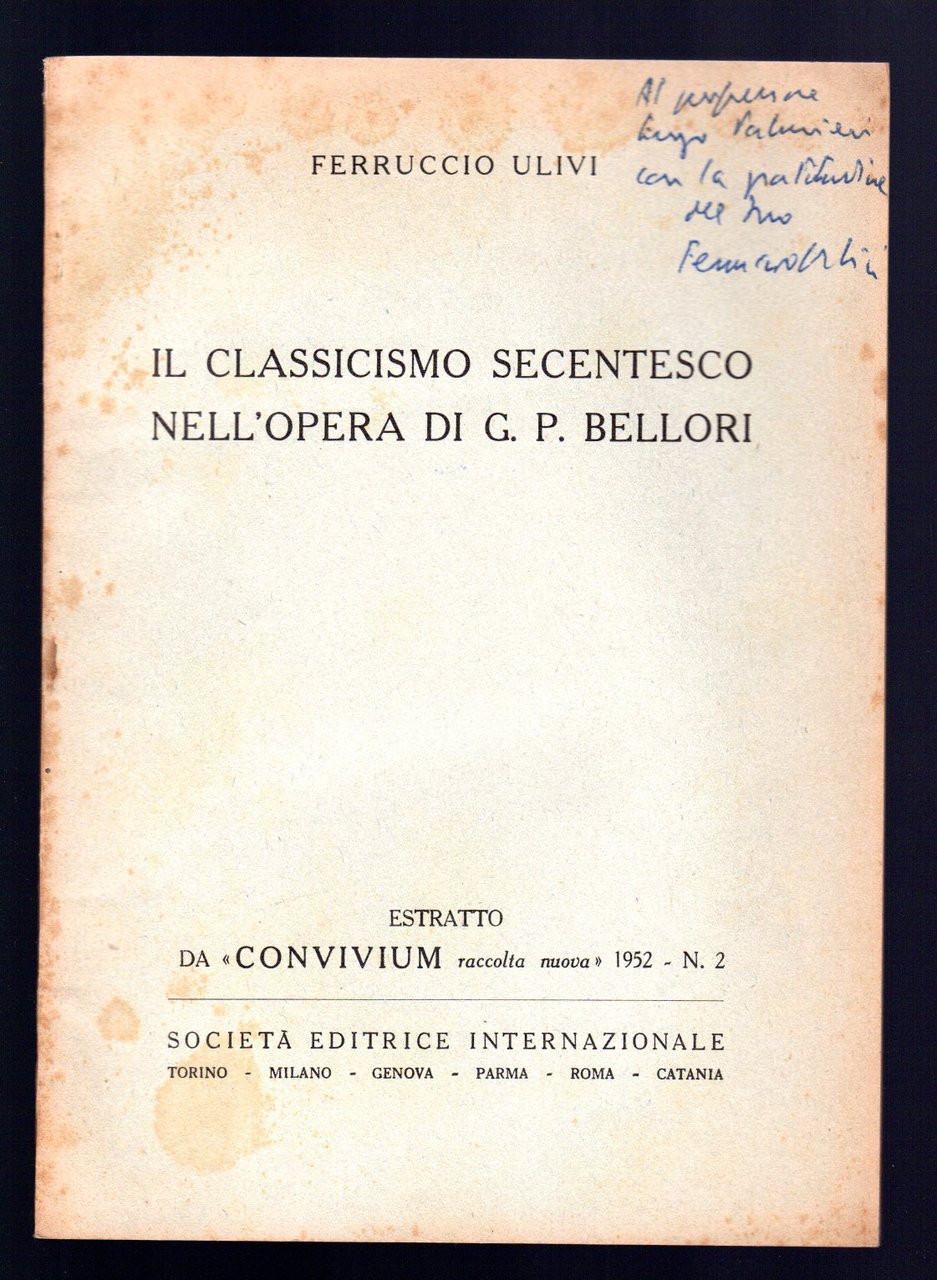 Al professore
Enzo Palmieri
con la gratitudine
del suo
Ferruccio Ulivi
FERRUCCIO ULIVI
IL CLASSICISMO SECENTESCO
NELL'OPERA DI G. P. BELLORI
ESTRATTO
DA «CONVIVIUM raccolta nuova» 1952 - N. 2
SOCIETÀ EDITRICE INTERNAZIONALE
TORINO - MILANO - GENOVA - PARMA - ROMA - CATANIA